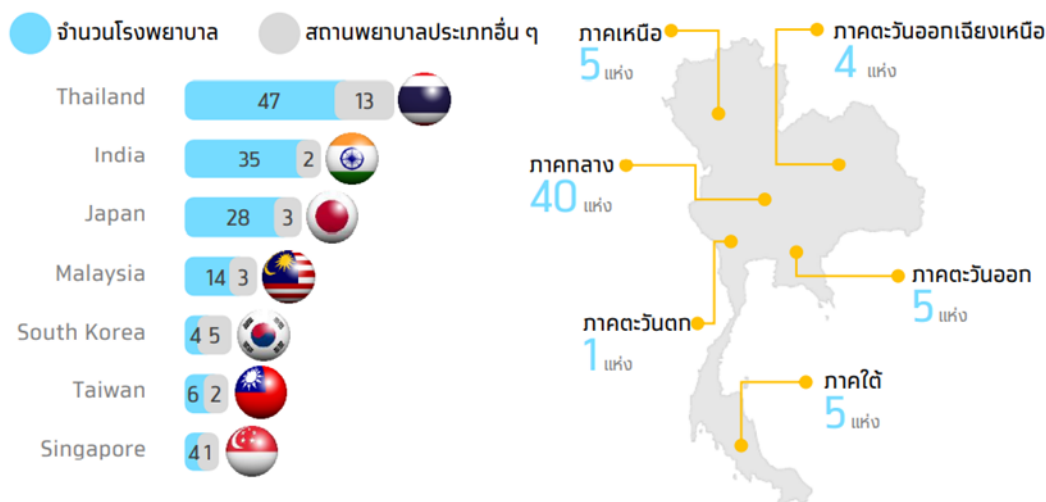 จำนวนโรงพยาบาล
สถานพยาบาลประเภทอื่น ๆ
Thailand 47 13
India 35 2
Japan 28 3
Malaysia 14 3
South Korea 4 5
Taiwan 6 2
Singapore 4 1
ภาคเหนือ
5 แห่ง
ภาคตะวันออกเฉียงเหนือ
4 แห่ง
ภาคกลาง
40 แห่ง
ภาคตะวันออก
5 แห่ง
ภาคตะวันตก
1 แห่ง
ภาคใต้
5 แห่ง